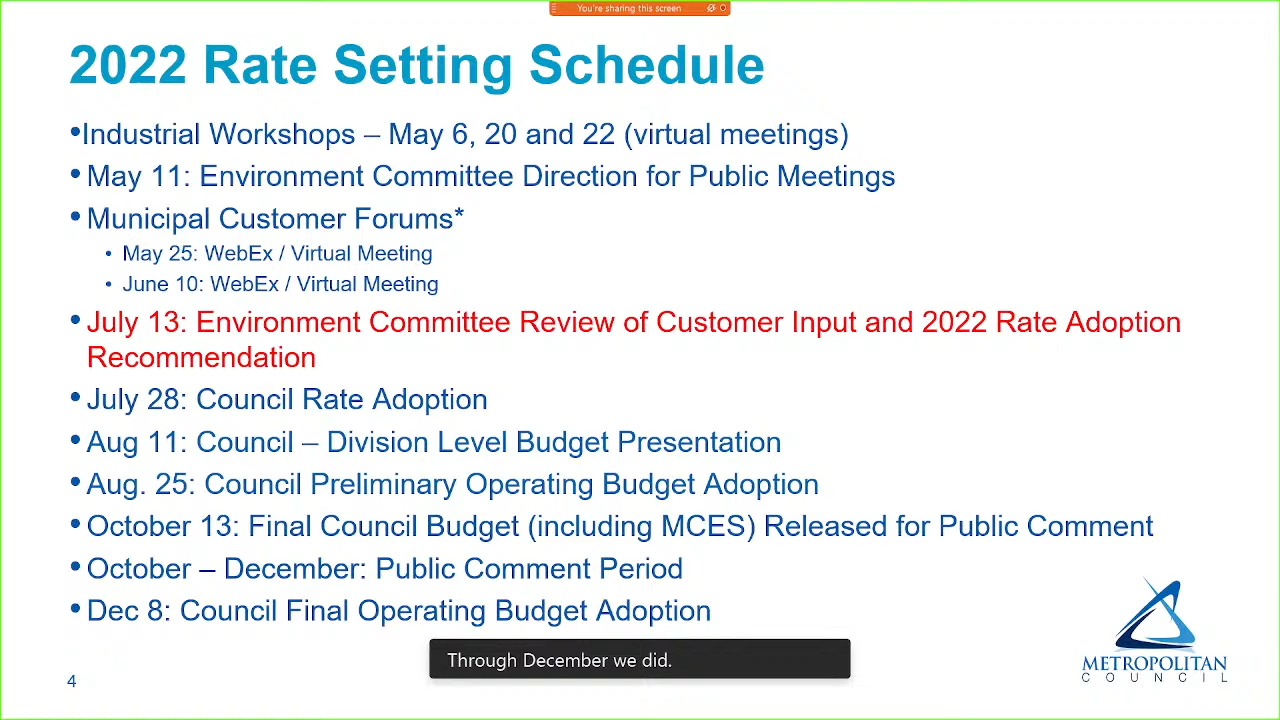 You're sharing this screen
2022 Rate Setting Schedule
•Industrial Workshops – May 6, 20 and 22 (virtual meetings)
• May 11: Environment Committee Direction for Public Meetings
• Municipal Customer Forums*
• May 25: WebEx / Virtual Meeting
• June 10: WebEx / Virtual Meeting
• July 13: Environment Committee Review of Customer Input and 2022 Rate Adoption
Recommendation
• July 28: Council Rate Adoption
• Aug 11: Council – Division Level Budget Presentation
• Aug. 25: Council Preliminary Operating Budget Adoption
• October 13: Final Council Budget (including MCES) Released for Public Comment
• October – December: Public Comment Period
• Dec 8: Council Final Operating Budget Adoption
Through December we did.
4
METROPOLITAN
COUNCIL